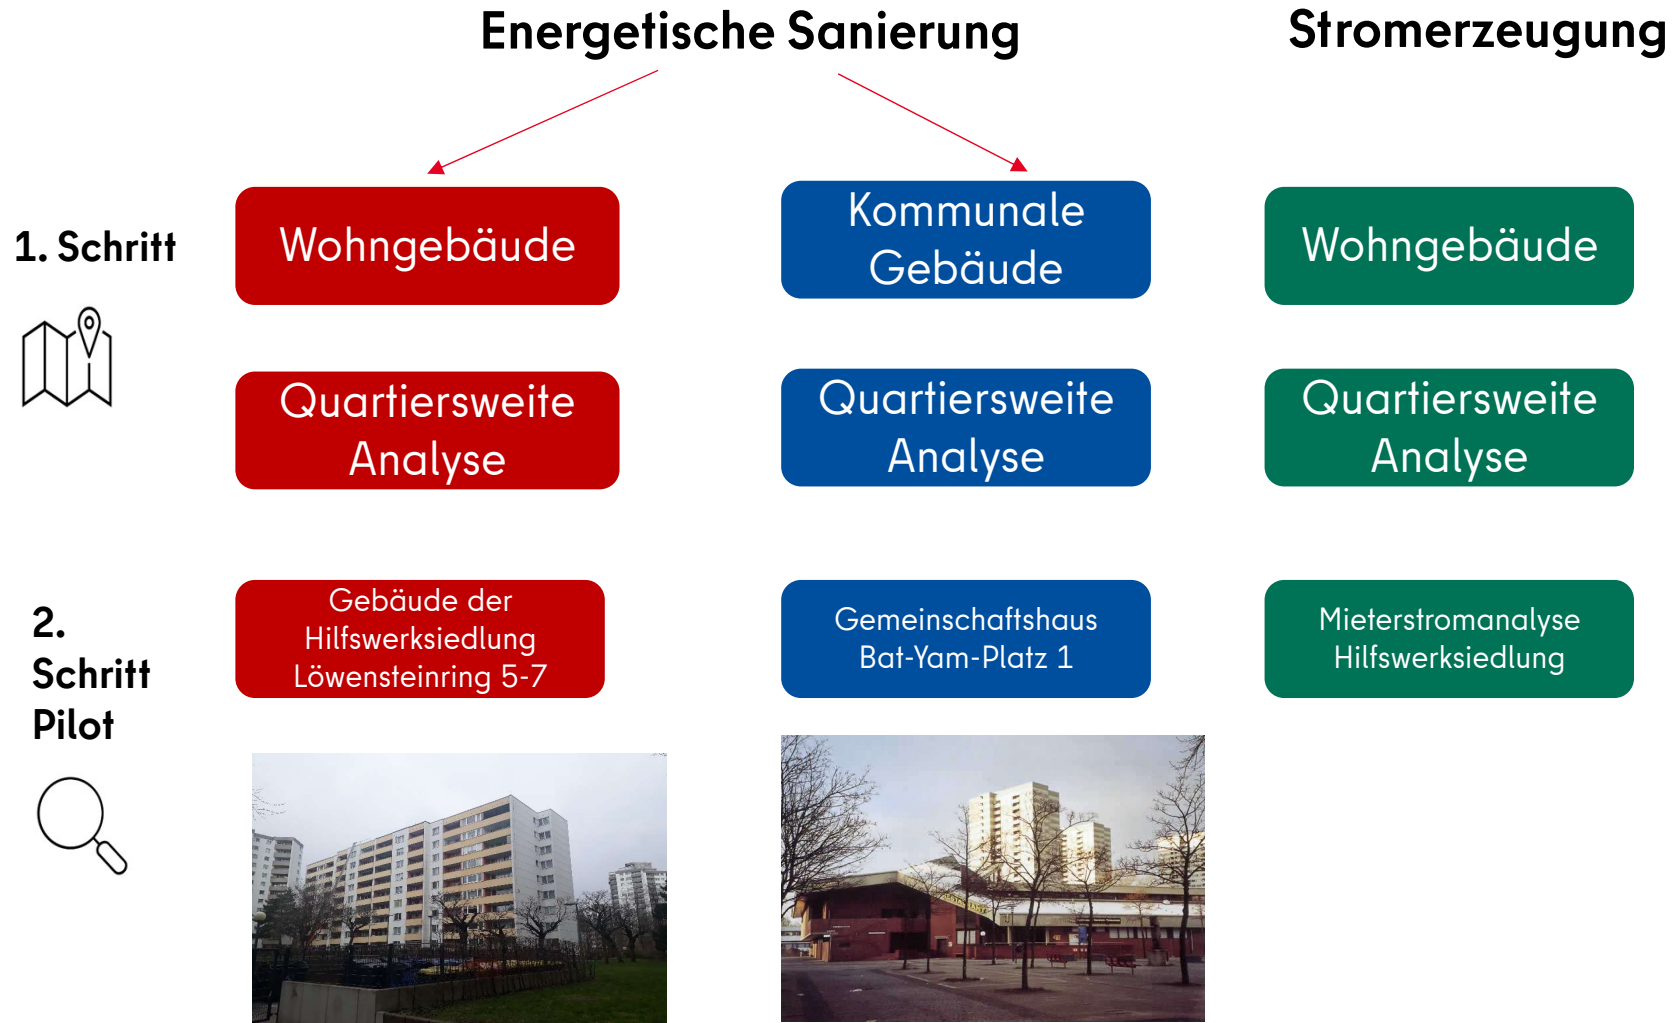 Energetische Sanierung
Stromerzeugung
1. Schritt
Wohngebäude
Kommunale
Gebäude
Wohngebäude
Quartiersweite
Analyse
Quartiersweite
Analyse
Quartiersweite
Analyse
2.
Schritt
Pilot
Gebäude der
Hilfswerksiedlung
Löwensteinring 5-7
Gemeinschaftshaus
Bat-Yam-Platz 1
Mieterstromanalyse
Hilfswerksiedlung